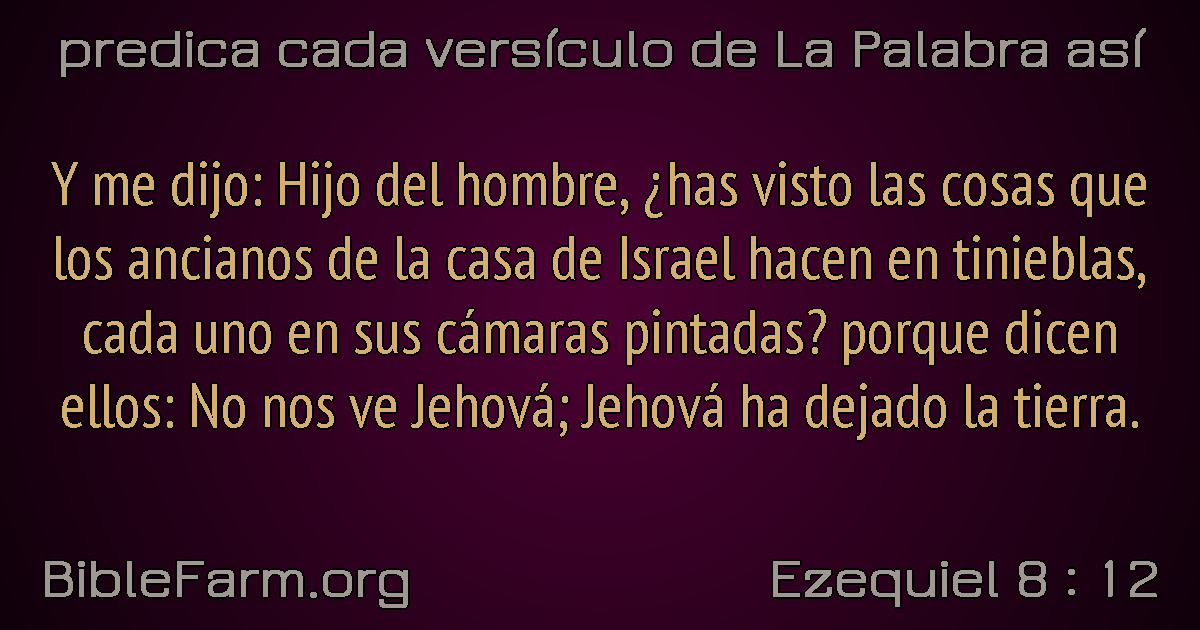 predica cada versículo de La Palabra así
Y me dijo: Hijo del hombre, ¿has visto las cosas que
los ancianos de la casa de Israel hacen en tinieblas,
cada uno en sus cámaras pintadas? porque dicen
ellos: No nos ve Jehová; Jehová ha dejado la tierra.
BibleFarm.org
Ezequiel 8 : 12